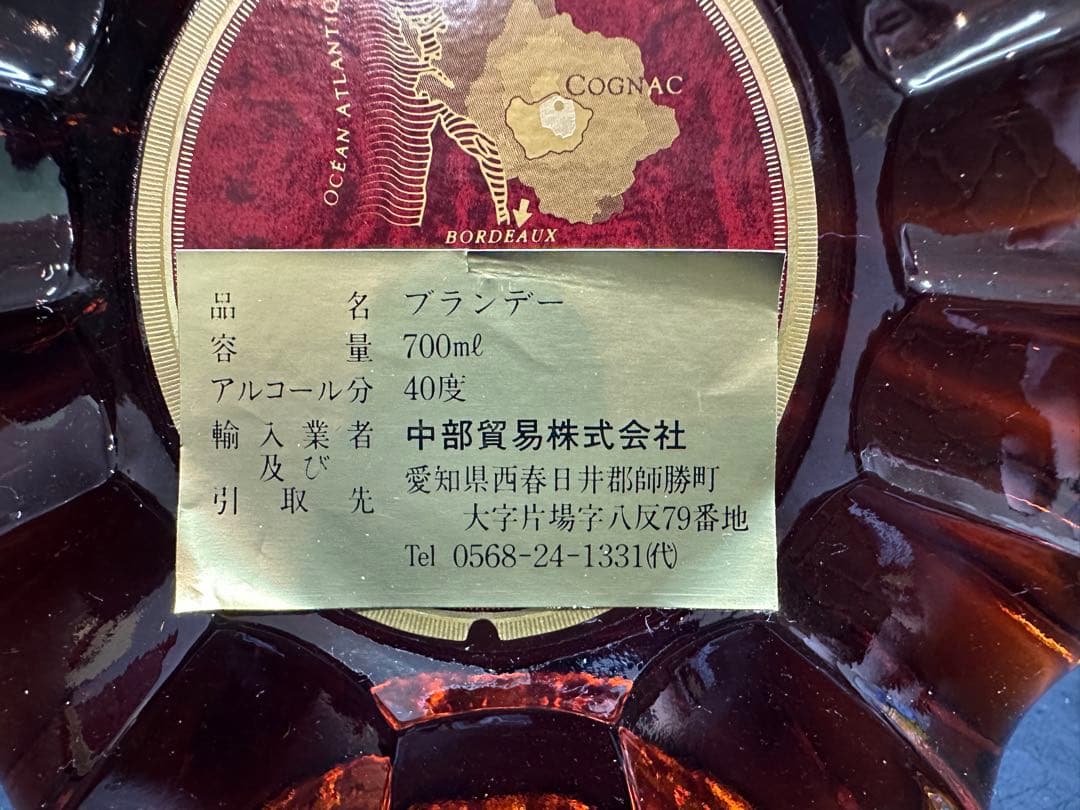 OCÉAN ATLANTIQ
COGNAC
BORDEAUX
品名 ブランデー
容量 700mℓ
アルコール分 40度
輸入業者 中部貿易株式会社
及び 愛知県西春日井郡師勝町
引取先 大字片場字八反79番地
Tel 0568-24-1331(代)